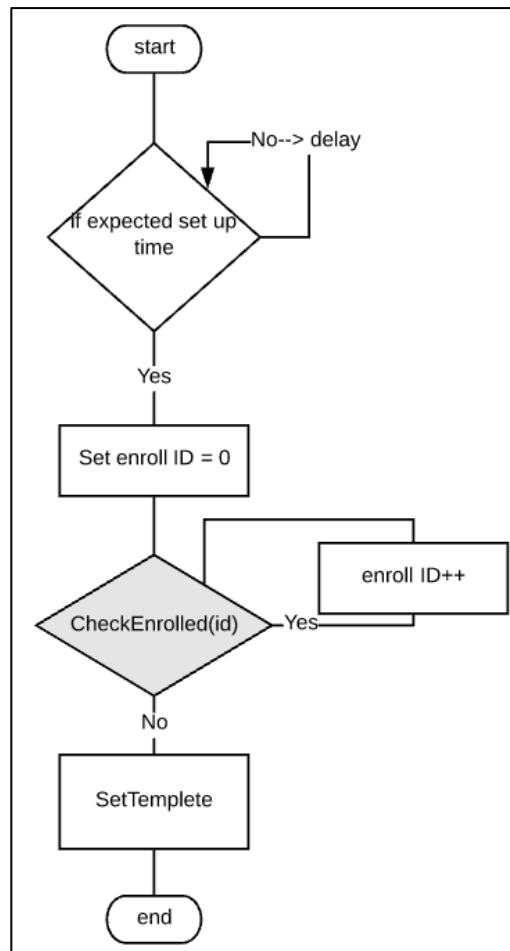 start
No--> delay
If expected set up
time
Yes
Set enroll ID = 0
enroll ID++
CheckEnrolled(id)
Yes
No
SetTemplete
end